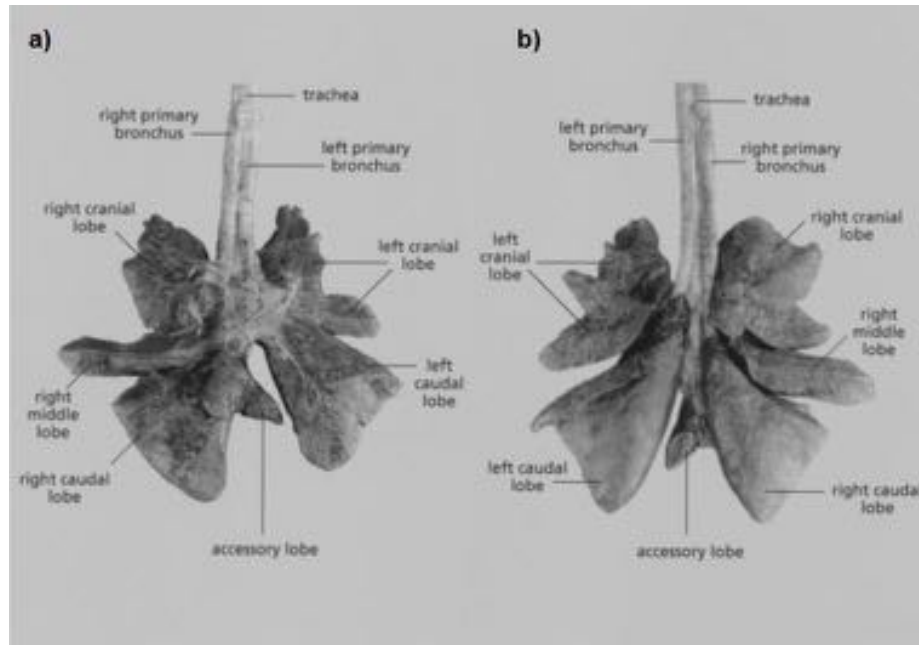 a)
trachea
right primary
bronchus
left primary
bronchus
right cranial
lobe
left cranial
lobe
right
middle
lobe
left
caudal
lobe
right caudal
lobe
accessory lobe
b)
trachea
left primary
bronchus
right primary
bronchus
right cranial
lobe
left
cranial
lobe
right
middle
lobe
left caudal
lobe
right caudal
lobe
accessory lobe